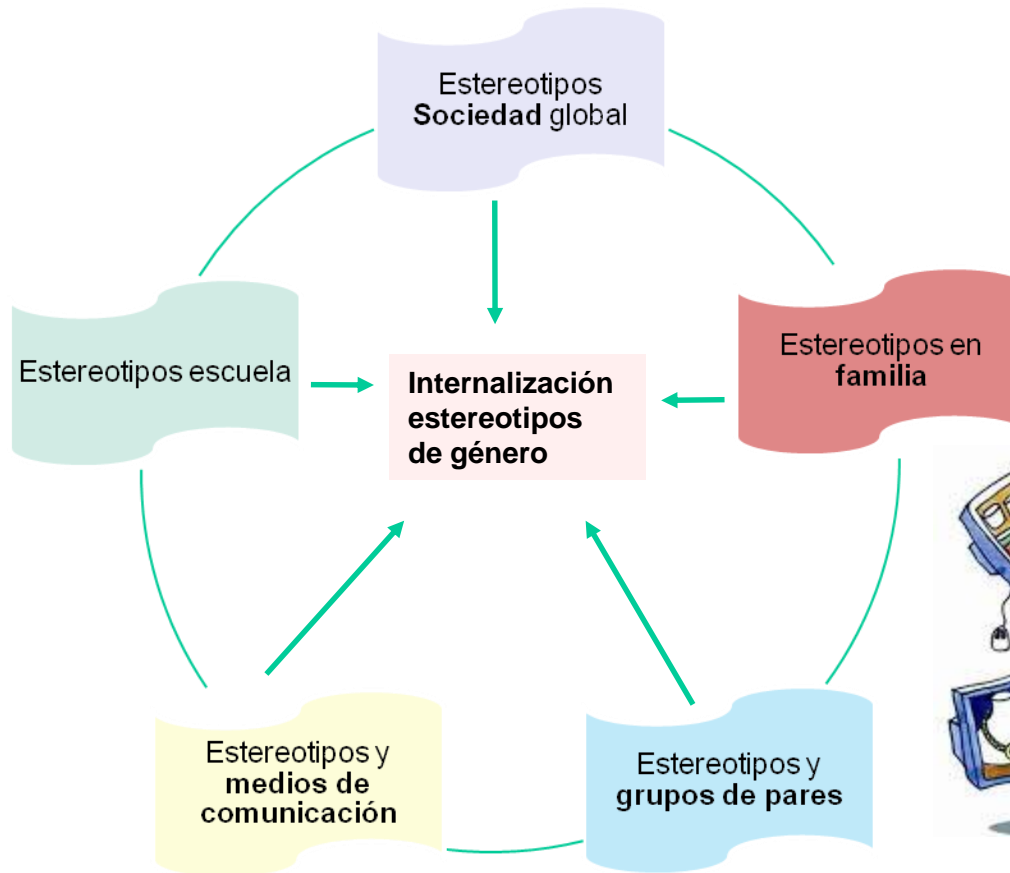 Estereotipos
Sociedad global
Estereotipos escuela
Internalización
estereotipos
de género
Estereotipos en
familia
Estereotipos y
medios de
comunicación
Estereotipos y
grupos de pares